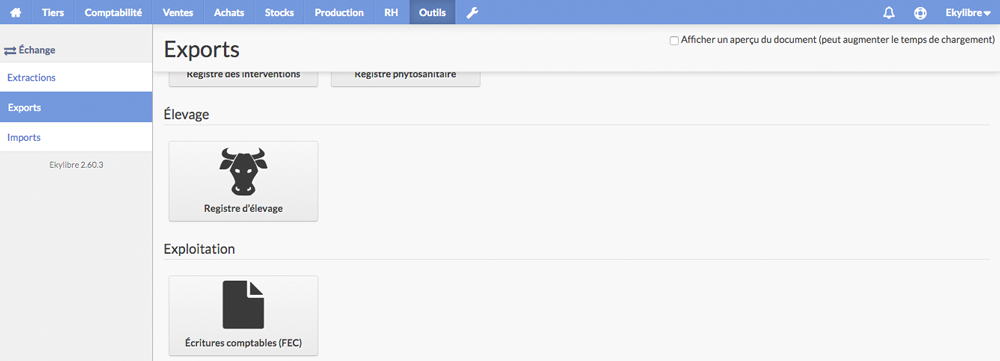 Tiers Comptabilité Ventes Achats Stocks Production RH Outils Ekylibre
Échange
Extractions
Exports
Imports
Ekylibre 2.60.3
Exports
Afficher un aperçu du document (peut augmenter le temps de chargement)
Registre des interventions Registre phytosanitaire
Élevage
Registre d'élevage
Exploitation
Écritures comptables (FEC)